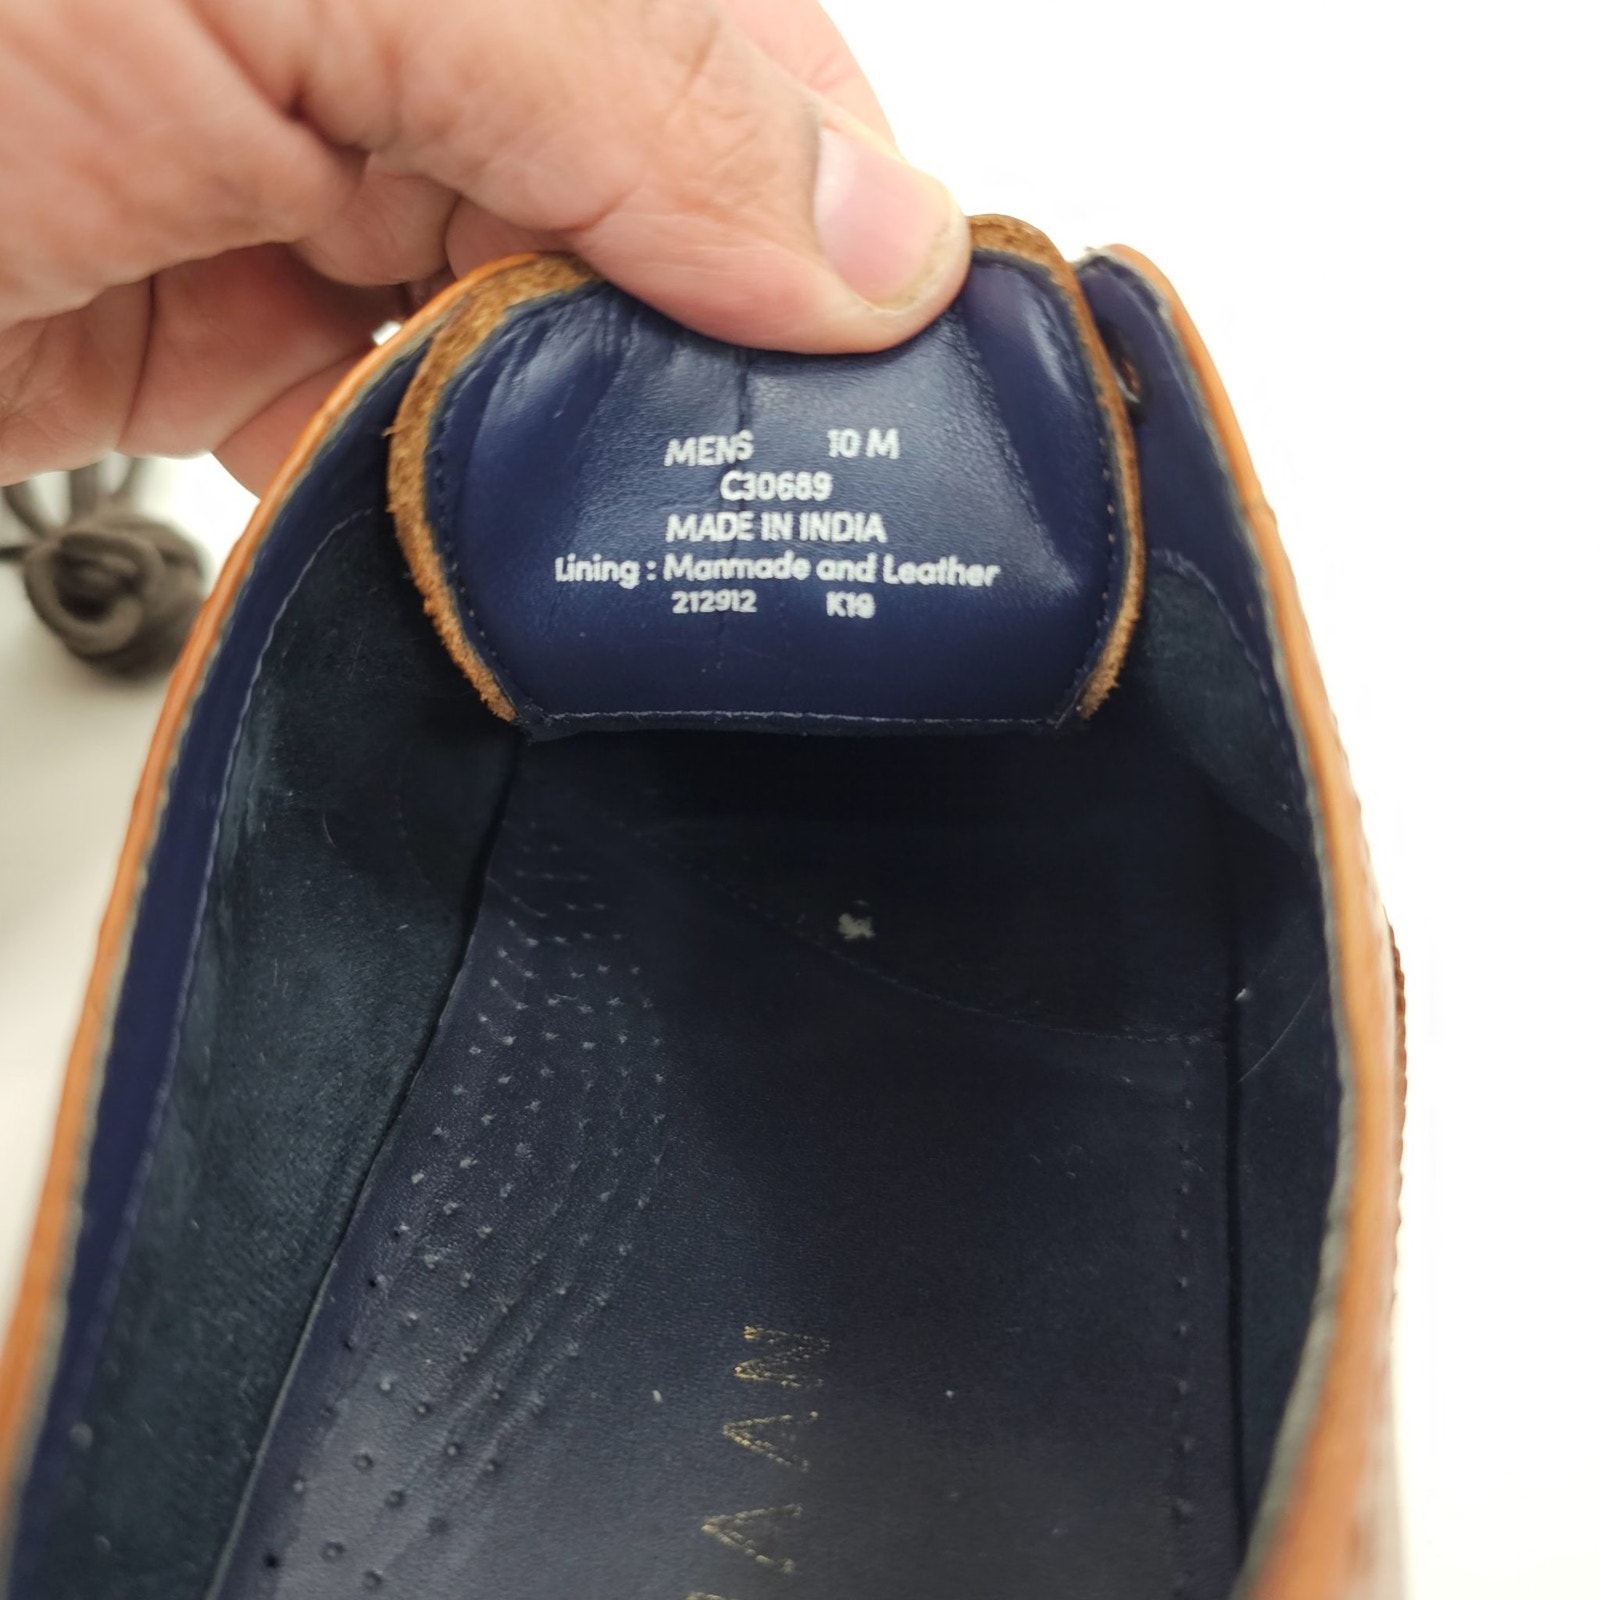 MENS 10 M
C30689
MADE IN INDIA
Lining : Manmade and Leather
212912 K19